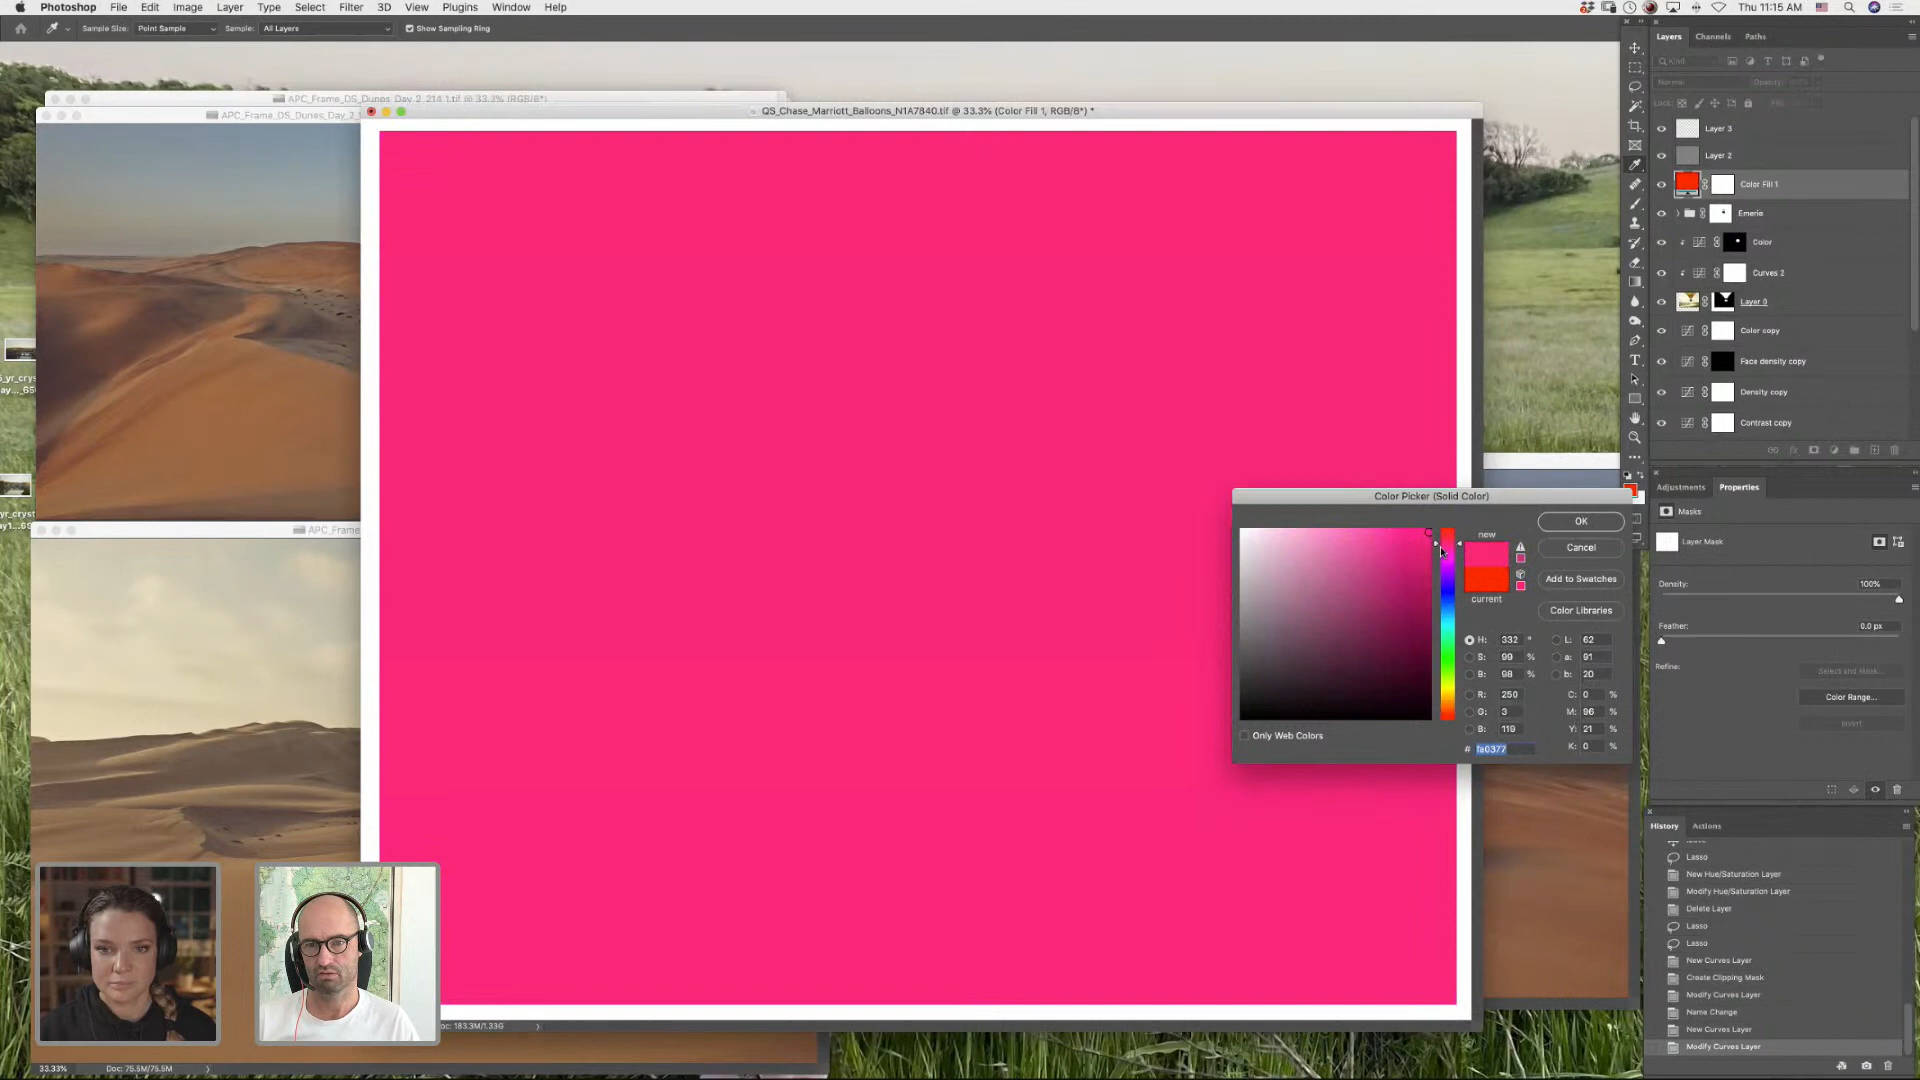 Photoshop File Edit Image Layer Type Select Filter 3D View Plugins Window Help
Thu 11:15 AM
Sample Size: Point Sample Sample: All Layers Show Sampling Ring
APC_Frame_DS_Dunes_Day_2_214 1.tif @ 33.3% (RGB/8*)
APC_Frame_DS_Dunes_Day_2_
QS_Chase_Marriott_Balloons_N1A7840.tif @ 33.3% (Color Fill 1, RGB/8*) *
APC_Frame
Layers Channels Paths
Kind
Normal Opacity:
Lock: Fill:
Layer 3
Layer 2
Color Fill 1
Emerie
Color
Curves 2
Layer 0
Color copy
Face density copy
Density copy
Contrast copy
Color Picker (Solid Color)
new
current
OK
Cancel
Add to Swatches
Color Libraries
H: 332 ° L: 62
S: 99 % a: 91
B: 98 % b: 20
R: 250 C: 0 %
G: 3 M: 96 %
B: 119 Y: 21 %
# fa0377 K: 0 %
Only Web Colors
Adjustments Properties
Masks
Layer Mask
Density: 100%
Feather: 0.0 px
Refine:
Select and Mask...
Color Range...
Invert
History Actions
Lasso
New Hue/Saturation Layer
Modify Hue/Saturation Layer
Delete Layer
Lasso
Lasso
New Curves Layer
Create Clipping Mask
Modify Curves Layer
Name Change
New Curves Layer
Modify Curves Layer
oc: 183.3M/1.33G
33.33% Doc: 75.5M/75.5M